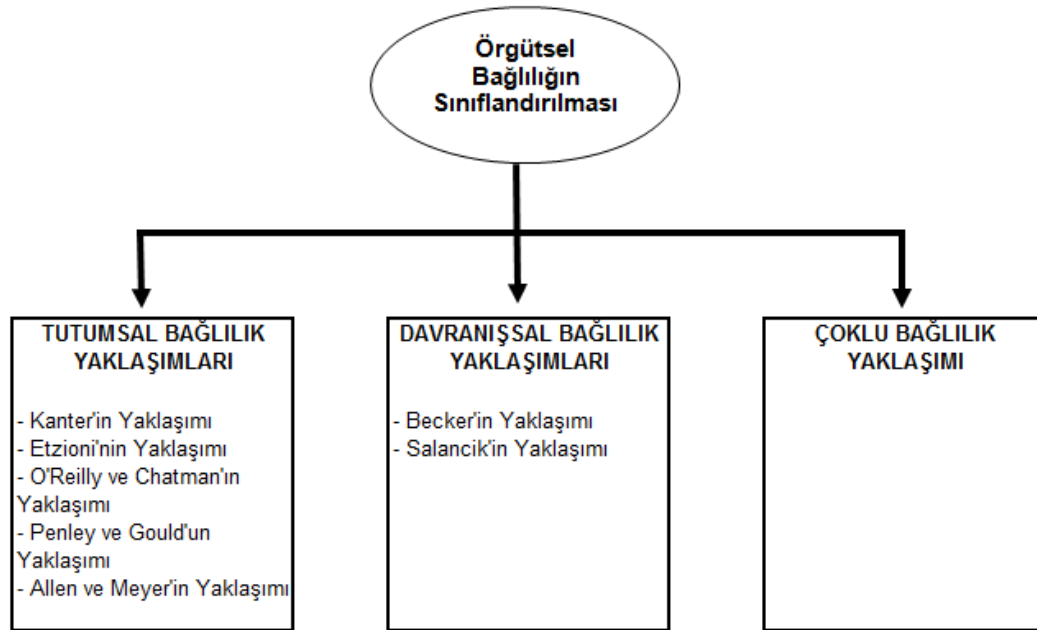 Örgütsel
Bağlılığın
Sınıflandırılması
TUTUMSAL BAĞLILIK
YAKLAŞIMLARI
- Kanter'in Yaklaşımı
- Etzioni'nin Yaklaşımı
- O'Reilly ve Chatman'ın
Yaklaşımı
- Penley ve Gould'un
Yaklaşımı
- Allen ve Meyer'in Yaklaşımı
DAVRANIŞSAL BAĞLILIK
YAKLAŞIMLARI
- Becker'in Yaklaşımı
- Salancik'in Yaklaşımı
ÇOKLU BAĞLILIK
YAKLAŞIMI